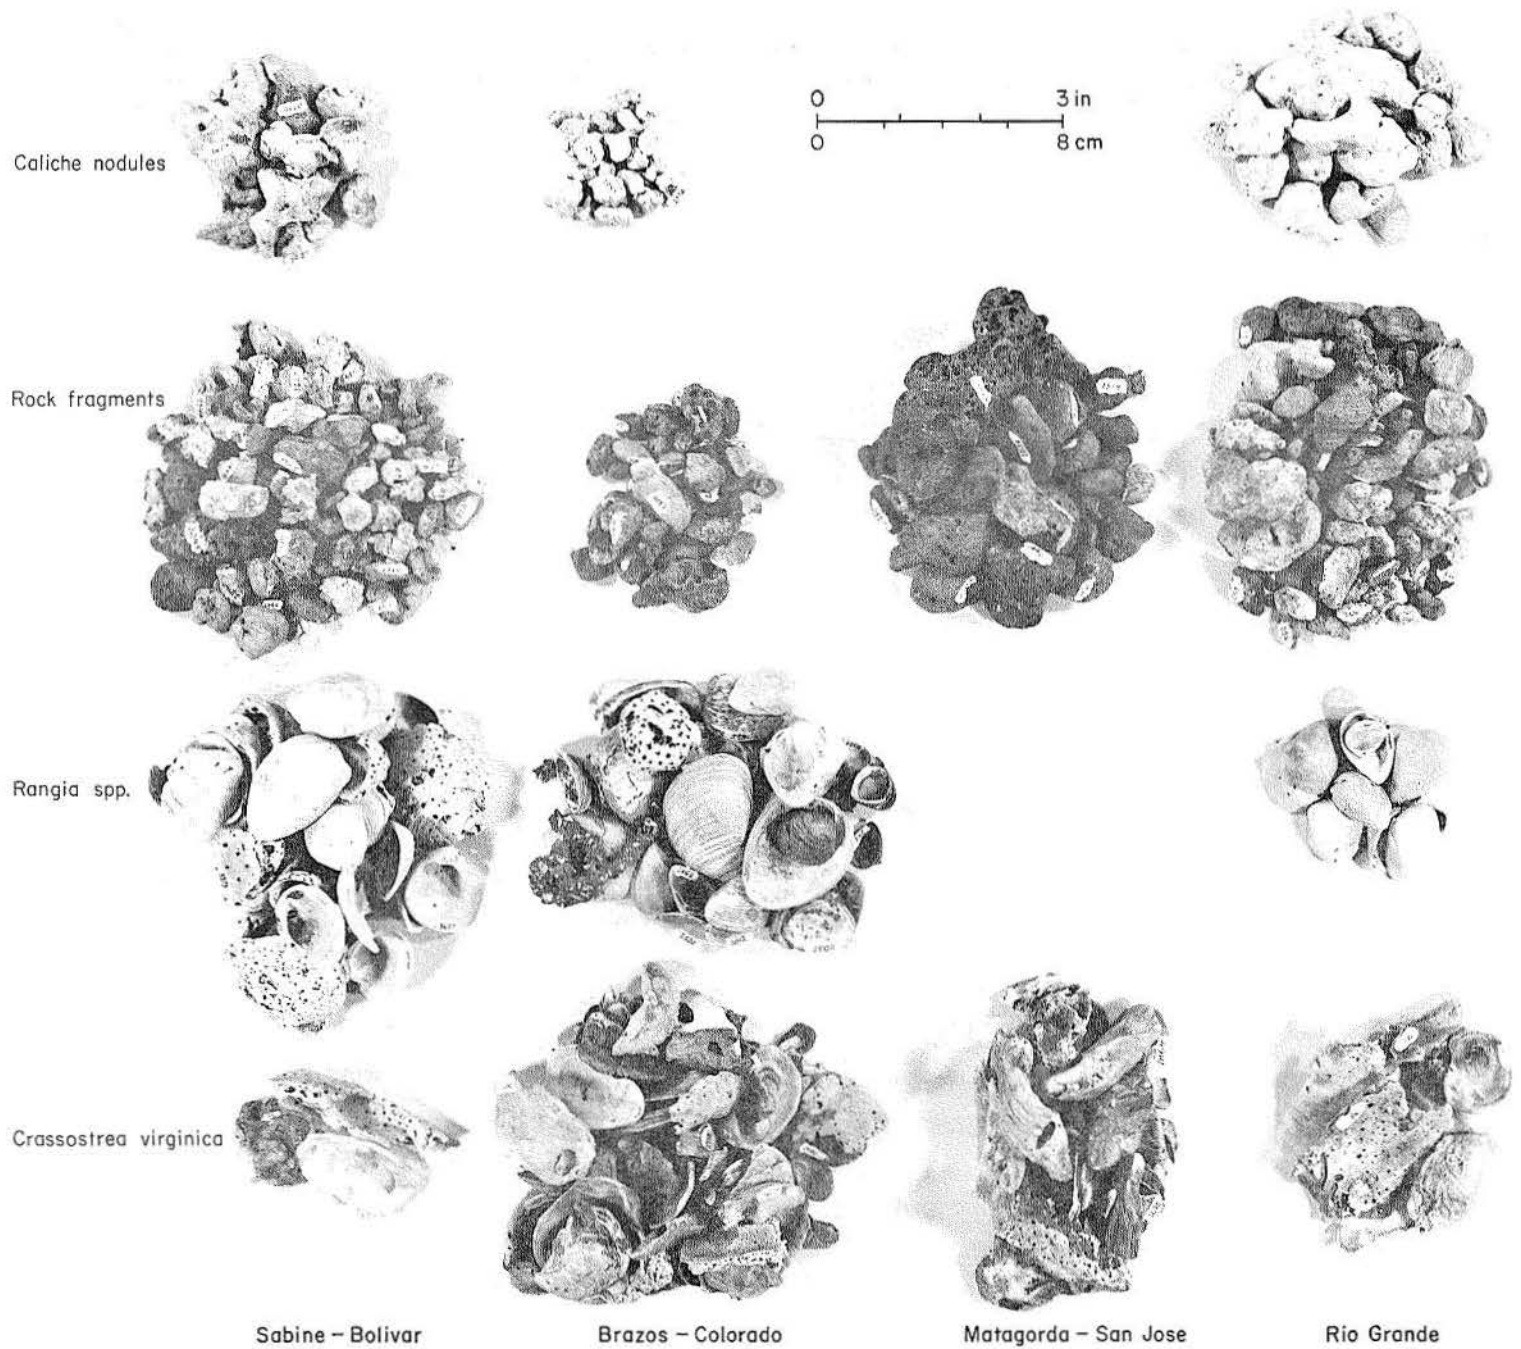 0 3 in
0 8 cm
Caliche nodules
Rock fragments
Rangia spp.
Crassostrea virginica
Sabine – Bolivar
Brazos – Colorado
Matagorda – San Jose
Rio Grande